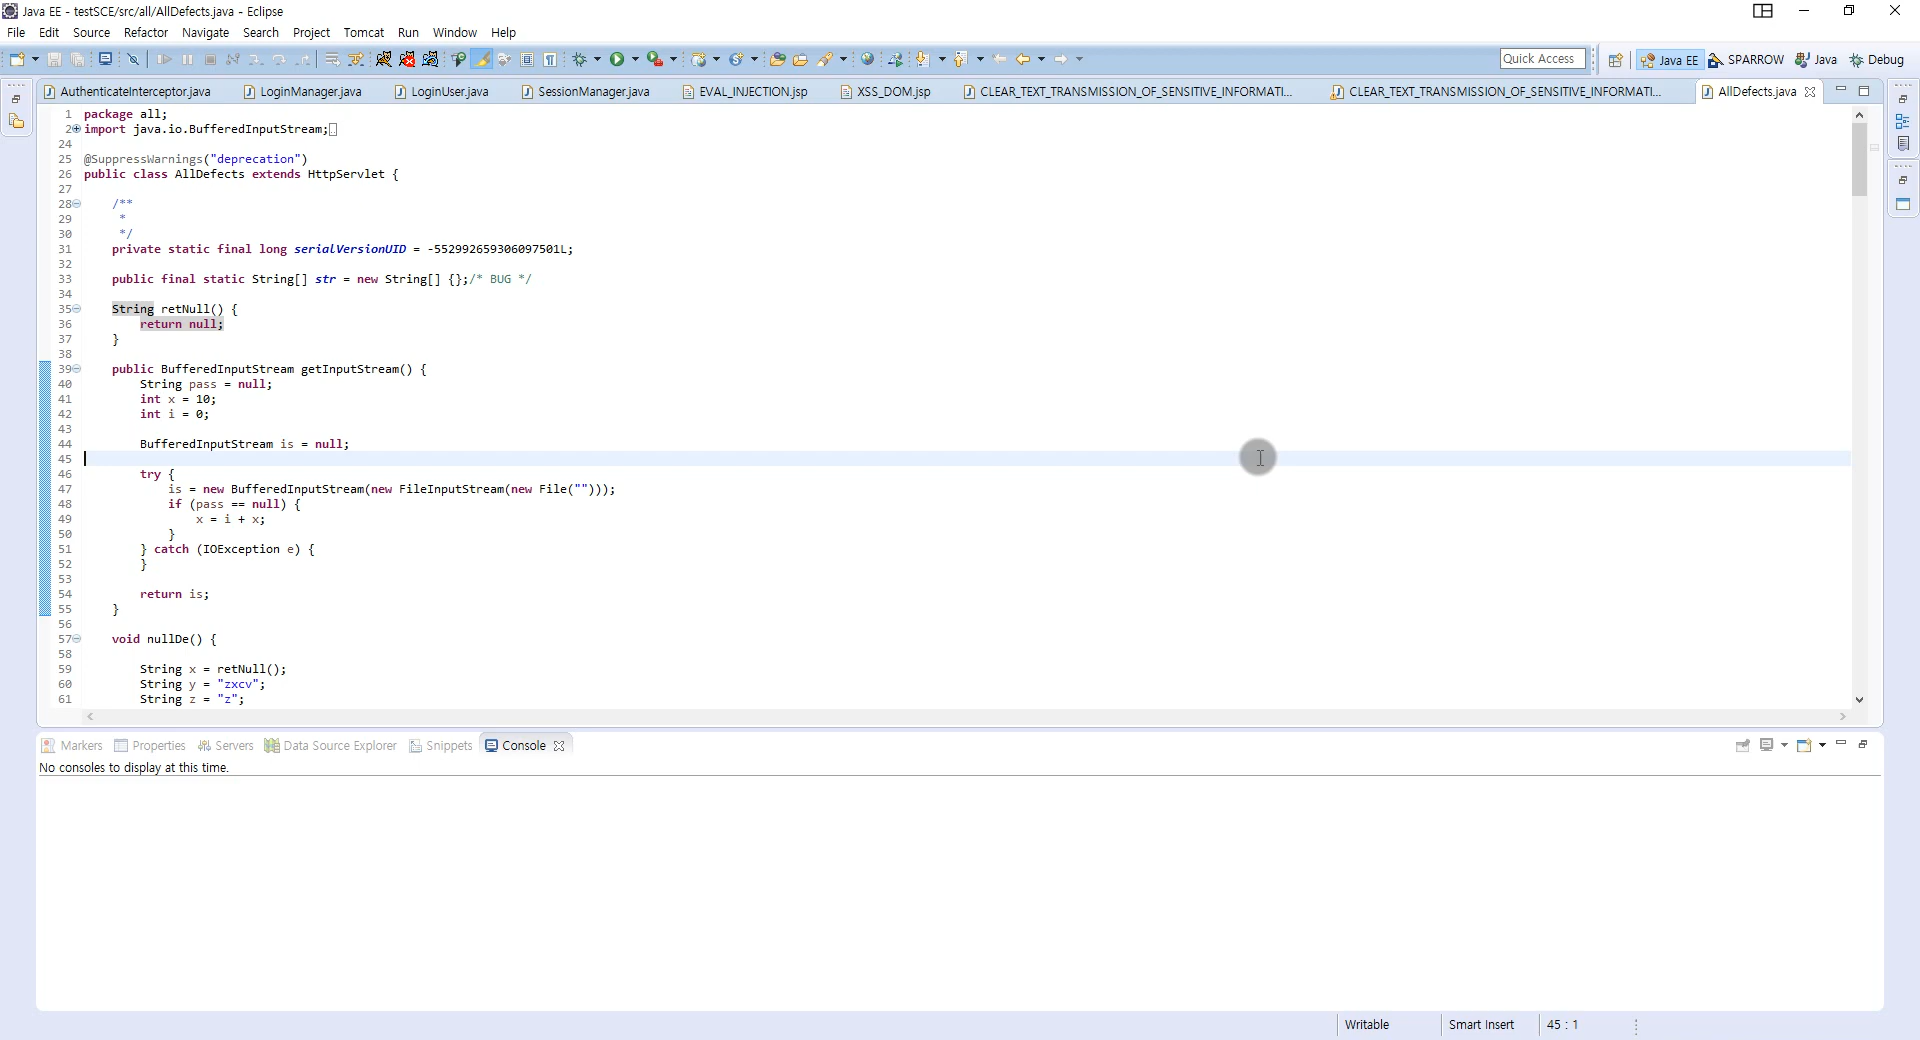 Java EE - testSCE/src/all/AllDefects.java - Eclipse
File Edit Source Refactor Navigate Search Project Tomcat Run Window Help
Quick Access Java EE SPARROW Java Debug
AuthenticateInterceptor.java LoginManager.java LoginUser.java SessionManager.java EVAL_INJECTION.jsp XSS_DOM.jsp CLEAR_TEXT_TRANSMISSION_OF_SENSITIVE_INFORMATI... CLEAR_TEXT_TRANSMISSION_OF_SENSITIVE_INFORMATI... AllDefects.java
1 package all;
2 import java.io.BufferedInputStream;
24
25 @SuppressWarnings("deprecation")
26 public class AllDefects extends HttpServlet {
27
28 /**
29 *
30 */
31 private static final long serialVersionUID = -552992659306097501L;
32
33 public final static String[] str = new String[] {};/* BUG */
34
35 String retNull() {
36 return null;
37 }
38
39 public BufferedInputStream getInputStream() {
40 String pass = null;
41 int x = 10;
42 int i = 0;
43
44 BufferedInputStream is = null;
45
46 try {
47 is = new BufferedInputStream(new FileInputStream(new File("")));
48 if (pass == null) {
49 x = i + x;
50 }
51 } catch (IOException e) {
52 }
53
54 return is;
55 }
56
57 void nullDe() {
58
59 String x = retNull();
60 String y = "zxcv";
61 String z = "z";
Markers Properties Servers Data Source Explorer Snippets Console
No consoles to display at this time.
Writable Smart Insert 45 : 1